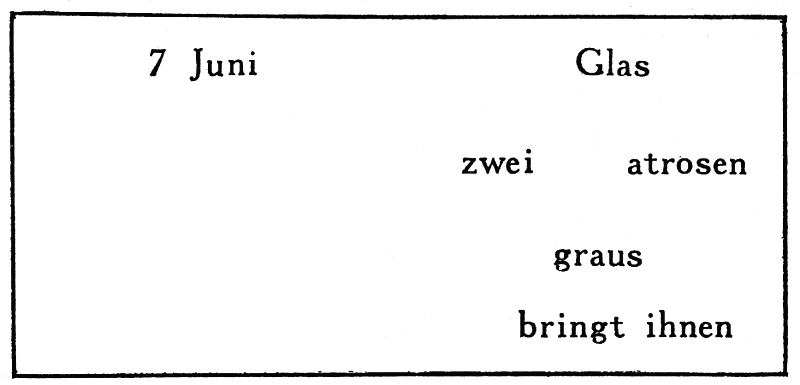 7 Juni Glas
zwei atrosen
graus
bringt ihnen